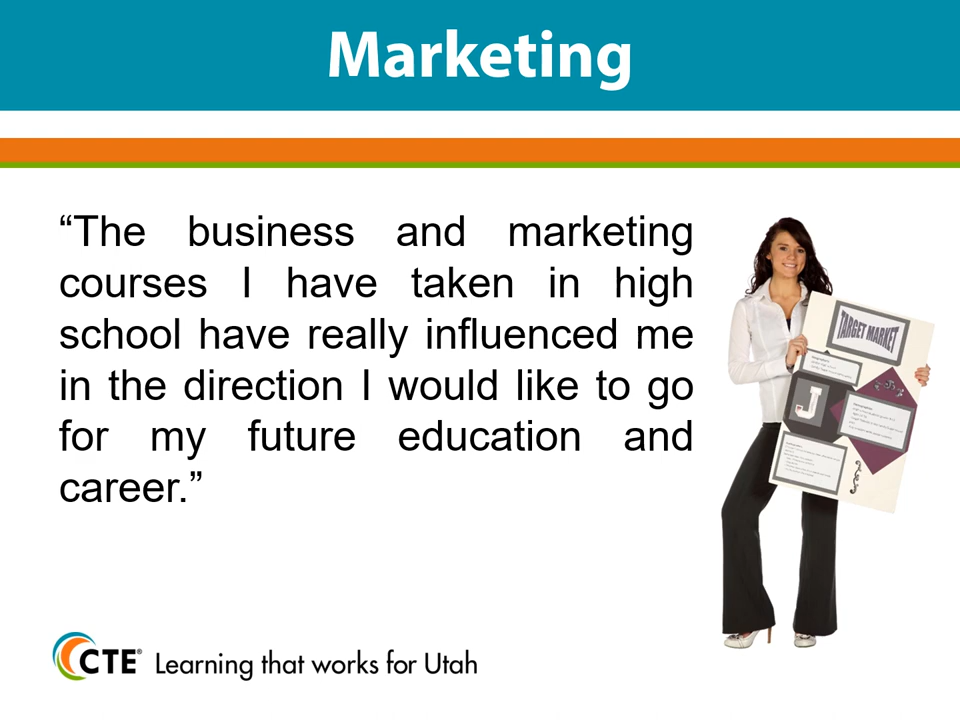 Marketing
“The business and marketing
courses I have taken in high
school have really influenced me
in the direction I would like to go
for my future education and
career.”
TARGET MARKET
J
CTE® Learning that works for Utah